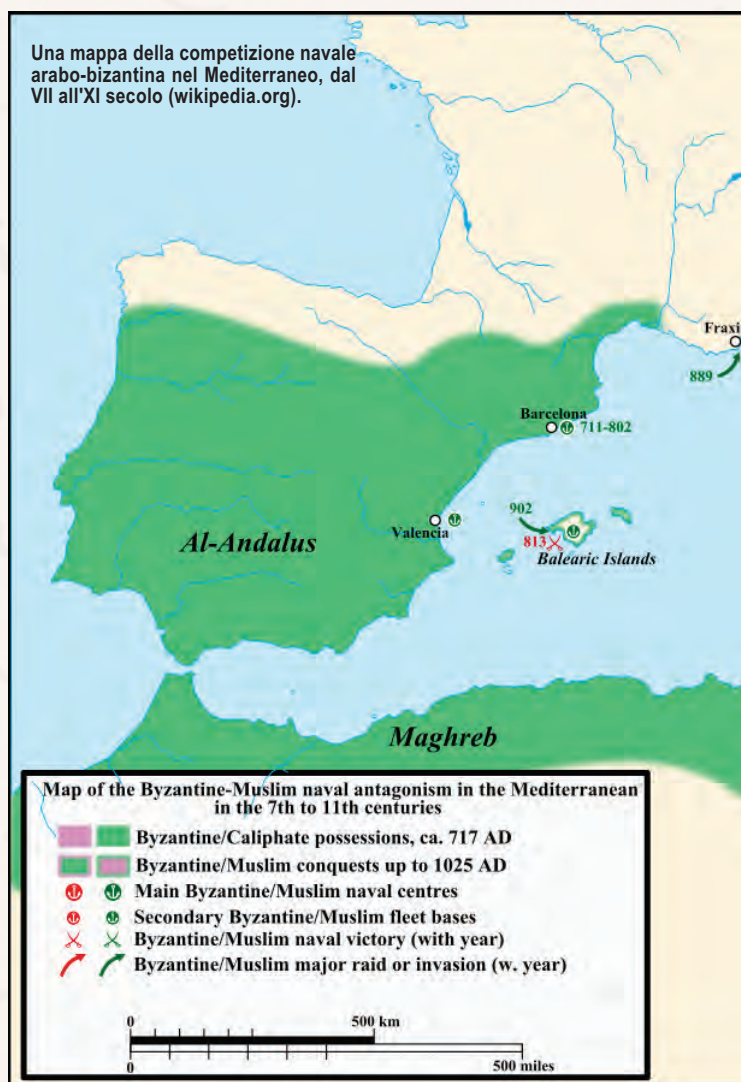 Una mappa della competizione navale
arabo-bizantina nel Mediterraneo, dal
VII all'XI secolo (wikipedia.org).
Fraxi
889
Barcelona
711-802
902
Valencia
813
Al-Andalus
Balearic Islands
Maghreb
Map of the Byzantine-Muslim naval antagonism in the Mediterranean
in the 7th to 11th centuries
Byzantine/Caliphate possessions, ca. 717 AD
Byzantine/Muslim conquests up to 1025 AD
Main Byzantine/Muslim naval centres
Secondary Byzantine/Muslim fleet bases
Byzantine/Muslim naval victory (with year)
Byzantine/Muslim major raid or invasion (w. year)
0 500 km
0 500 miles